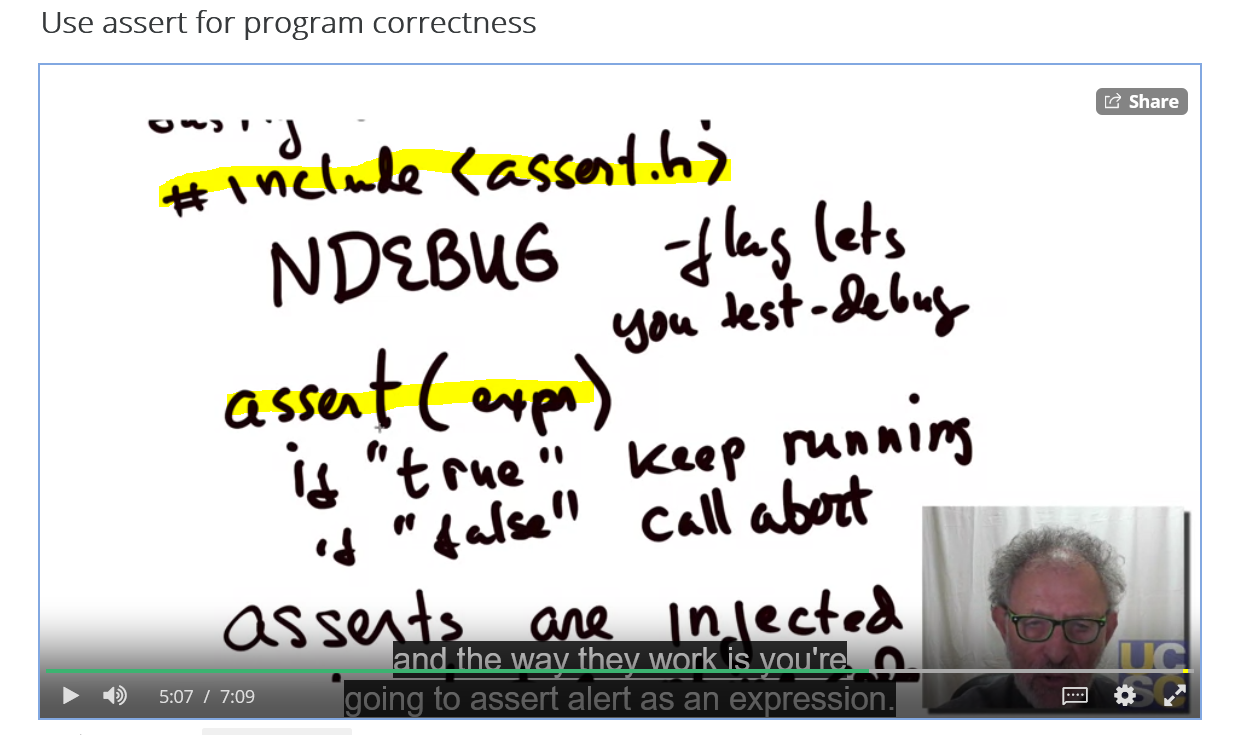 Use assert for program correctness
Share
#include <assert.h>
NDEBUG -flag lets
you test-debug
assert(expr)
if "true" keep running
if "false" call abort
asserts are injected
and the way they work is you're
going to assert alert as an expression.
5:07 / 7:09
UC
SC